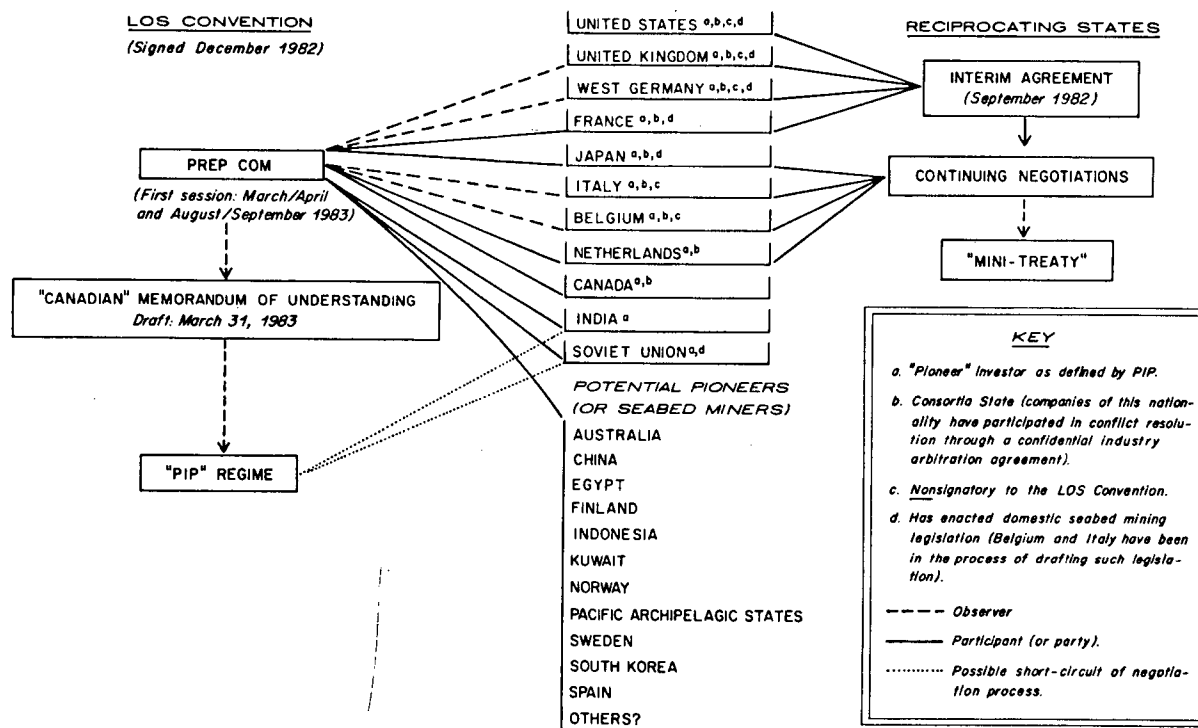 LOS CONVENTION
(Signed December 1982)
PREP COM
(First session: March/April
and August/September 1983)
"CANADIAN" MEMORANDUM OF UNDERSTANDING
Draft: March 31, 1983
"PIP" REGIME
UNITED STATES a,b,c,d
UNITED KINGDOM a,b,c,d
WEST GERMANY a,b,c,d
FRANCE a,b,d
JAPAN a,b,d
ITALY a,b,c
BELGIUM a,b,c
NETHERLANDS a,b
CANADA a,b
INDIA a
SOVIET UNION a,d
POTENTIAL PIONEERS
(OR SEABED MINERS)
AUSTRALIA
CHINA
EGYPT
FINLAND
INDONESIA
KUWAIT
NORWAY
PACIFIC ARCHIPELAGIC STATES
SWEDEN
SOUTH KOREA
SPAIN
OTHERS?
RECIPROCATING STATES
INTERIM AGREEMENT
(September 1982)
CONTINUING NEGOTIATIONS
"MINI-TREATY"
KEY
a. "Pioneer" Investor as defined by PIP.
b. Consortia State (companies of this nation-
ality have participated in conflict resolu-
tion through a confidential industry
arbitration agreement).
c. Nonsignatory to the LOS Convention.
d. Has enacted domestic seabed mining
legislation (Belgium and Italy have been
in the process of drafting such legisla-
tion).
Observer
Participant (or party).
Possible short-circuit of negotia-
tion process.